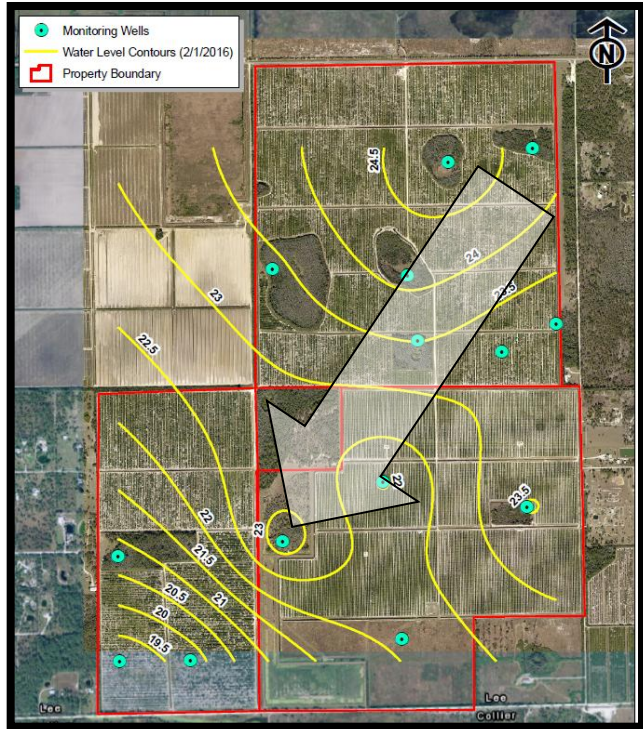 Monitoring Wells
Water Level Contours (2/1/2016)
Property Boundary
N
24.5
24
23.5
23
22.5
22
23.5
23
22
21.5
21
20.5
20
19.5
Lee
Collier
Lee